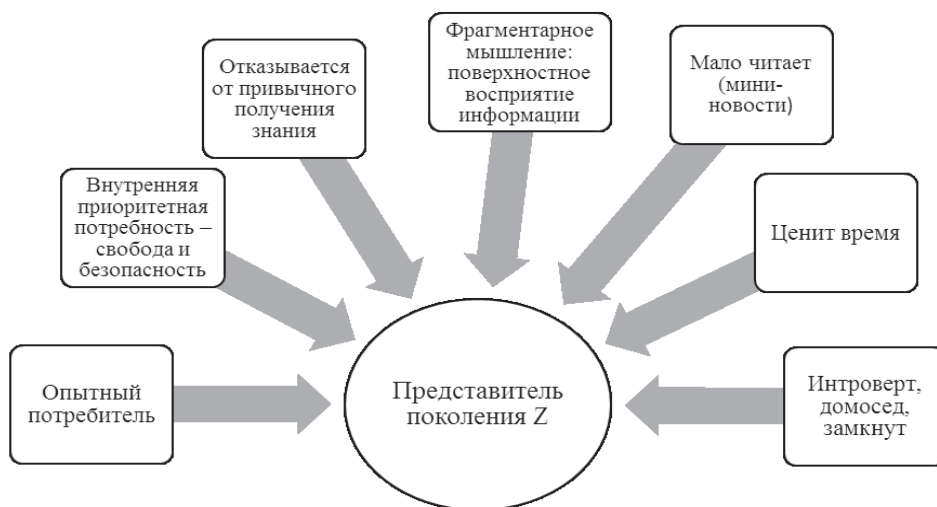 Опытный
потребитель
Внутренняя
приоритетная
потребность –
свобода и
безопасность
Отказывается
от привычного
получения
знания
Фрагментарное
мышление:
поверхностное
восприятие
информации
Мало читает
(мини-
новости)
Ценит время
Интроверт,
домосед,
замкнут
Представитель
поколения Z